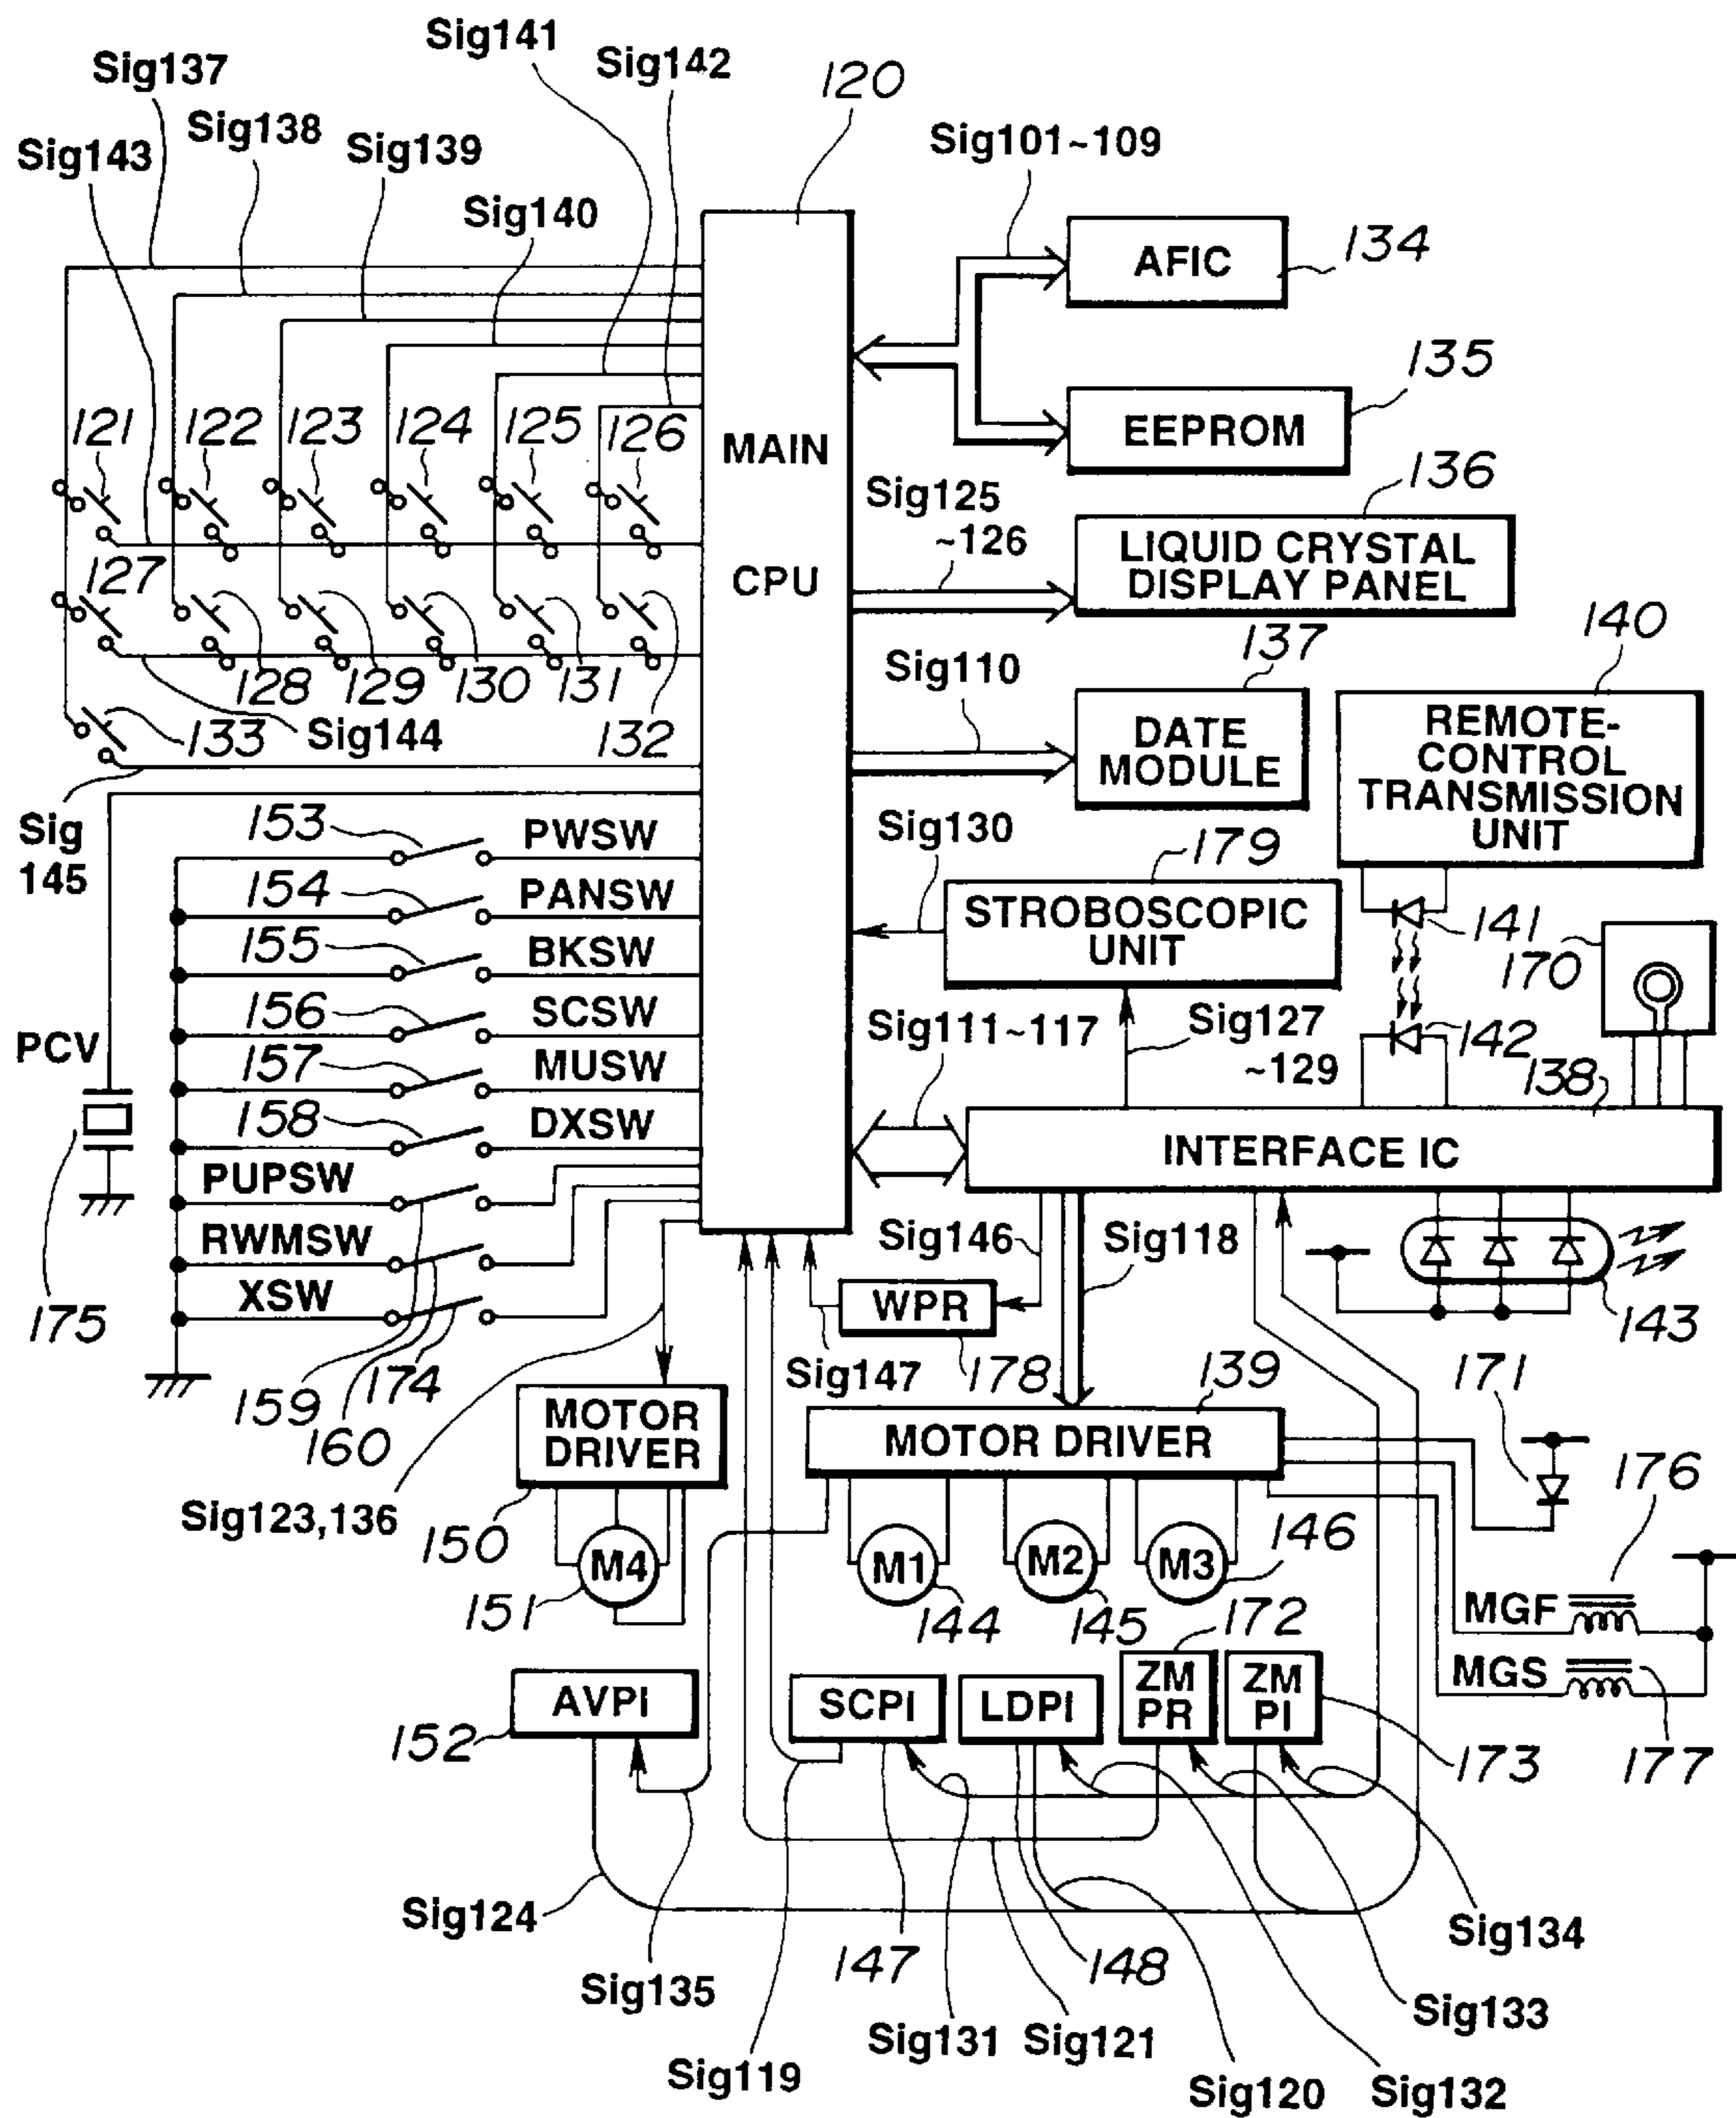 Sig141
Sig137
Sig142
120
Sig138
Sig101~109
Sig143
Sig139
Sig140
AFIC
134
135
121
122
123
124
125
126
EEPROM
MAIN
CPU
136
Sig125
~126
LIQUID CRYSTAL
DISPLAY PANEL
127
137
140
Sig110
128
129
130
131
132
133
Sig144
DATE
MODULE
REMOTE-
CONTROL
TRANSMISSION
UNIT
Sig
145
153
PWSW
Sig130
179
154
PANSW
STROBOSCOPIC
UNIT
141
170
155
BKSW
156
SCSW
Sig111~117
Sig127
~129
142
PCV
157
MUSW
138
158
DXSW
INTERFACE IC
PUPSW
RWMSW
Sig146
Sig118
XSW
WPR
175
143
Sig147
178
139
171
159
174
160
MOTOR
DRIVER
MOTOR DRIVER
176
Sig123,136
150
146
M4
M1
M2
M3
151
144
145
172
MGF
AVPI
SCPI
LDPI
ZM
PR
ZM
PI
MGS
152
173
177
Sig124
147
148
Sig134
Sig135
Sig133
Sig131
Sig121
Sig119
Sig120
Sig132